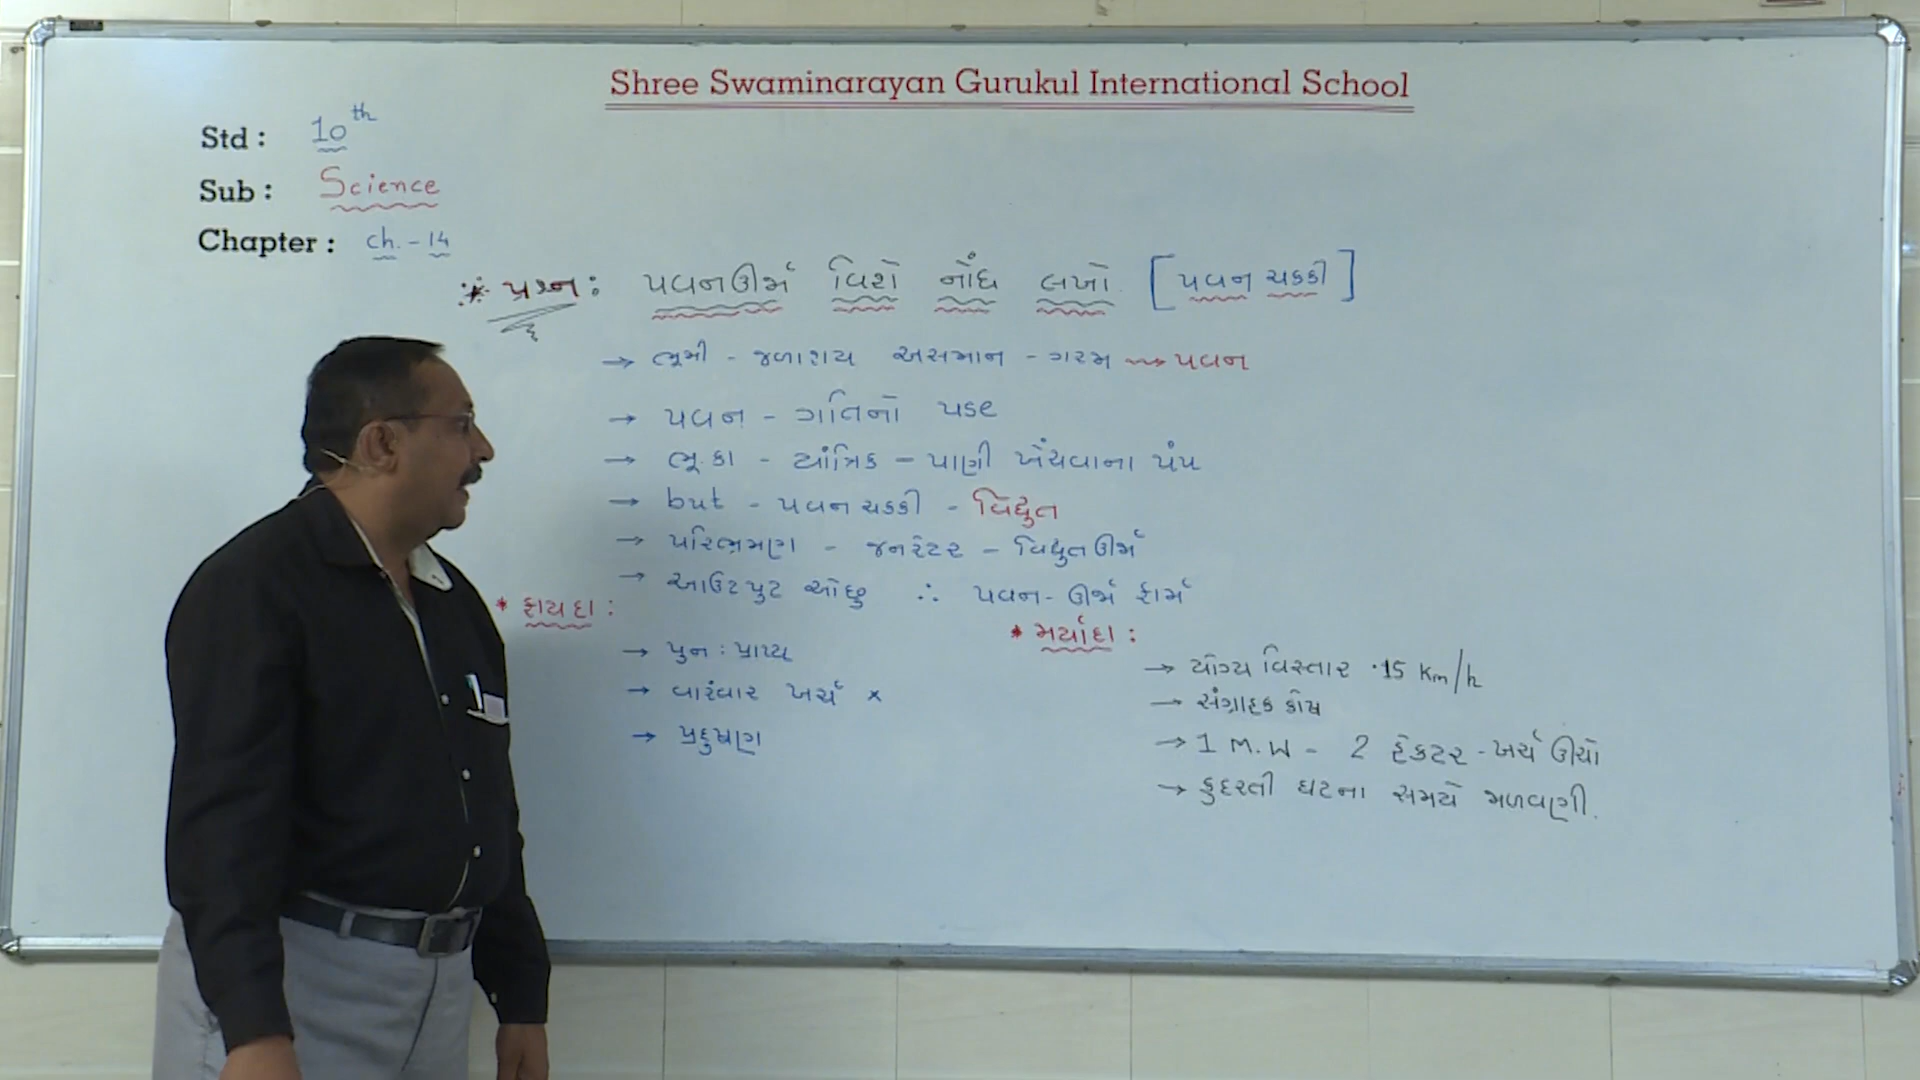 Shree Swaminarayan Gurukul International School
Std : 10th
Sub : Science
Chapter : ch. - 14
* પ્રશ્ન : પવનઊર્જા વિશે નોંધ લખો [પવન ચક્કી]
→ ભૂમી - જળાશય અસમાન - ગરમ → પવન
→ પવન - ગતિનો
→ ભૂ.કા - યાંત્રિક - પાણી ખેંચવાના પંપ
→ but - પવન ચક્કી - વિદ્યુત
→ પરિભ્રમણ - જનરેટર - વિદ્યુતઊર્જા
→ આઉટપુટ ઓછુ ∴ પવન - ઊર્જા ફાર્મ
* ફાયદા :
→ પુન : પ્રાપ્ય
→ વારંવાર ખર્ચ ×
→ પ્રદુષણ
* મર્યાદા :
→ યોગ્ય વિસ્તાર ·15 Km/h
→ સંગ્રાહક કોષ
→ 1 M.W - 2 હેકટર - ખર્ચ ઊંચો
→ કુદરતી ઘટના સમયે જાળવણી.